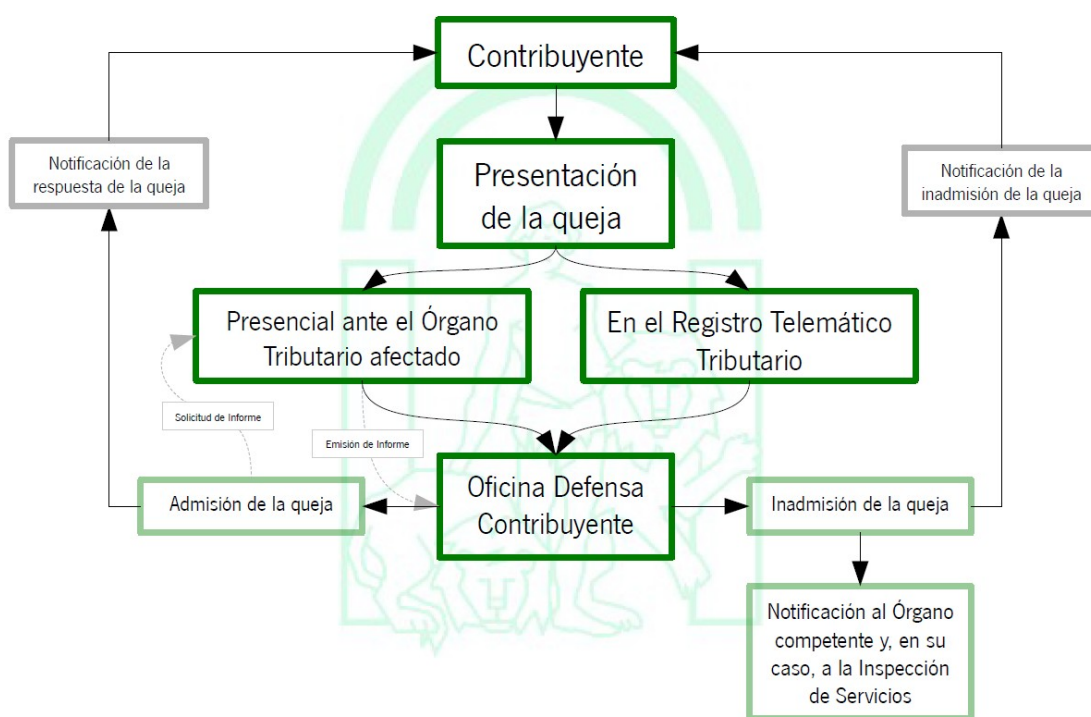 Contribuyente
Notificación de la
respuesta de la queja
Presentación
de la queja
Notificación de la
inadmisión de la queja
Presencial ante el Órgano
Tributario afectado
En el Registro Telemático
Tributario
Solicitud de Informe
Emisión de Informe
Admisión de la queja
Oficina Defensa
Contribuyente
Inadmisión de la queja
Notificación al Órgano
competente y, en su
caso, a la Inspección
de Servicios